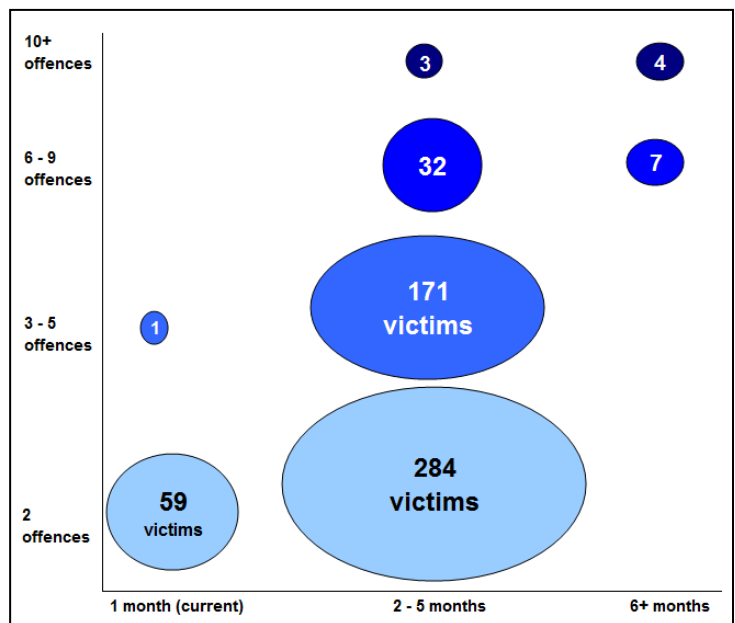 10+
offences
3
4
6 - 9
offences
32
7
3 - 5
offences
1
171
victims
2
offences
59
victims
284
victims
1 month (current)
2 - 5 months
6+ months